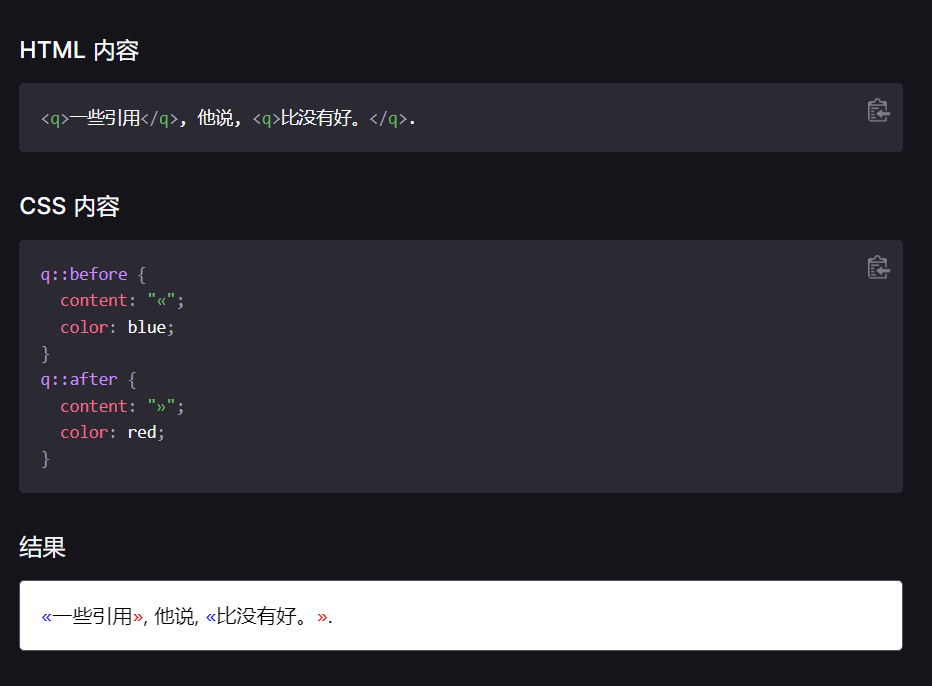 HTML 内容
<q>一些引用</q>, 他说, <q>比没有好。</q>.
CSS 内容
q::before {
  content: "«";
  color: blue;
}
q::after {
  content: "»";
  color: red;
}
结果
«一些引用», 他说, «比没有好。».